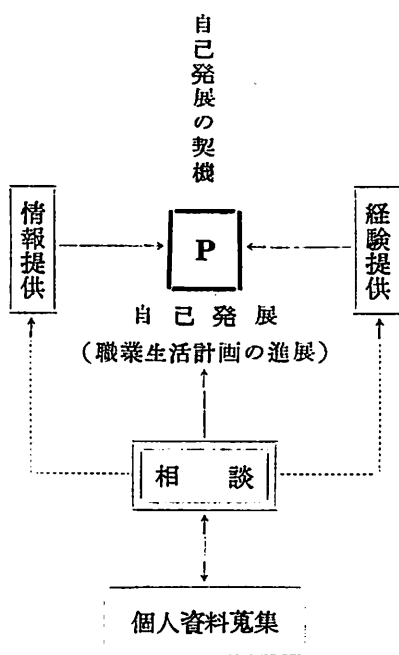 自己発展の契機
情報提供
P
経験提供
自己発展
(職業生活計画の進展)
相談
個人資料蒐集